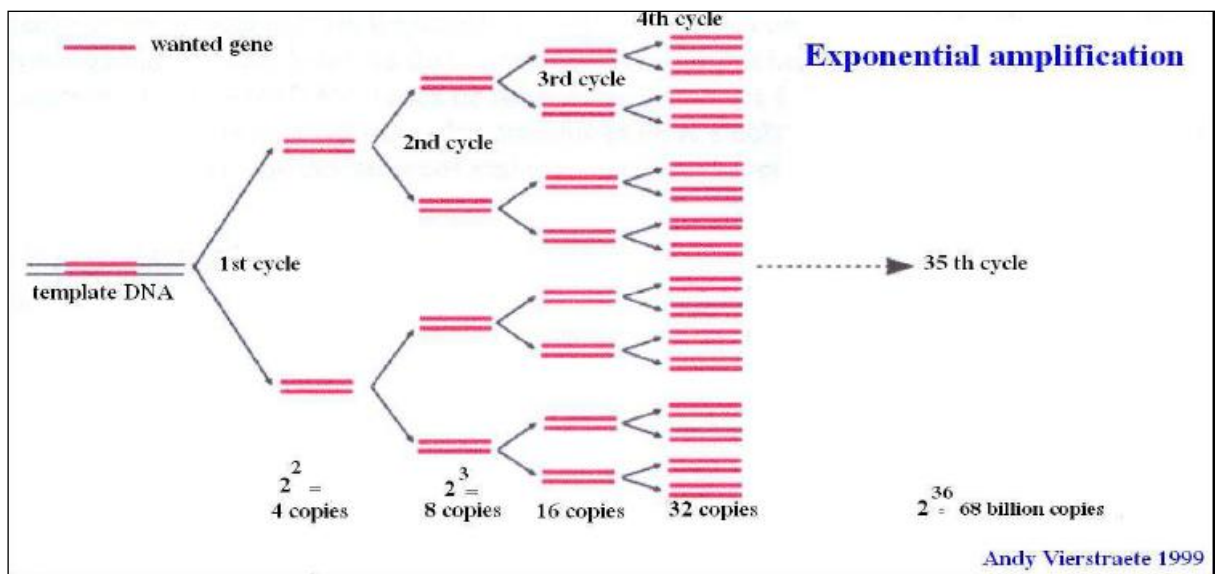 4th cycle
wanted gene
Exponential amplification
3rd cycle
2nd cycle
1st cycle
35 th cycle
template DNA
2^2 =
4 copies
2^3 =
8 copies
16 copies
32 copies
2^36 = 68 billion copies
Andy Vierstraete 1999